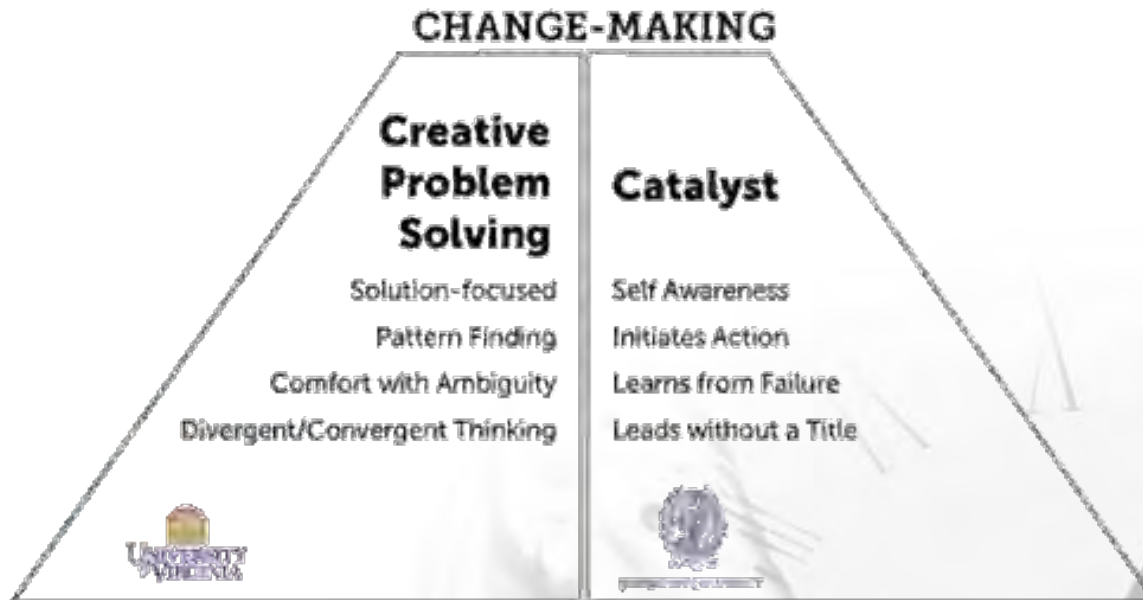 CHANGE-MAKING
Creative
Problem
Solving
Solution-focused
Pattern Finding
Comfort with Ambiguity
Divergent/Convergent Thinking
Catalyst
Self Awareness
Initiates Action
Learns from Failure
Leads without a Title
UNIVERSITY
of VIRGINIA